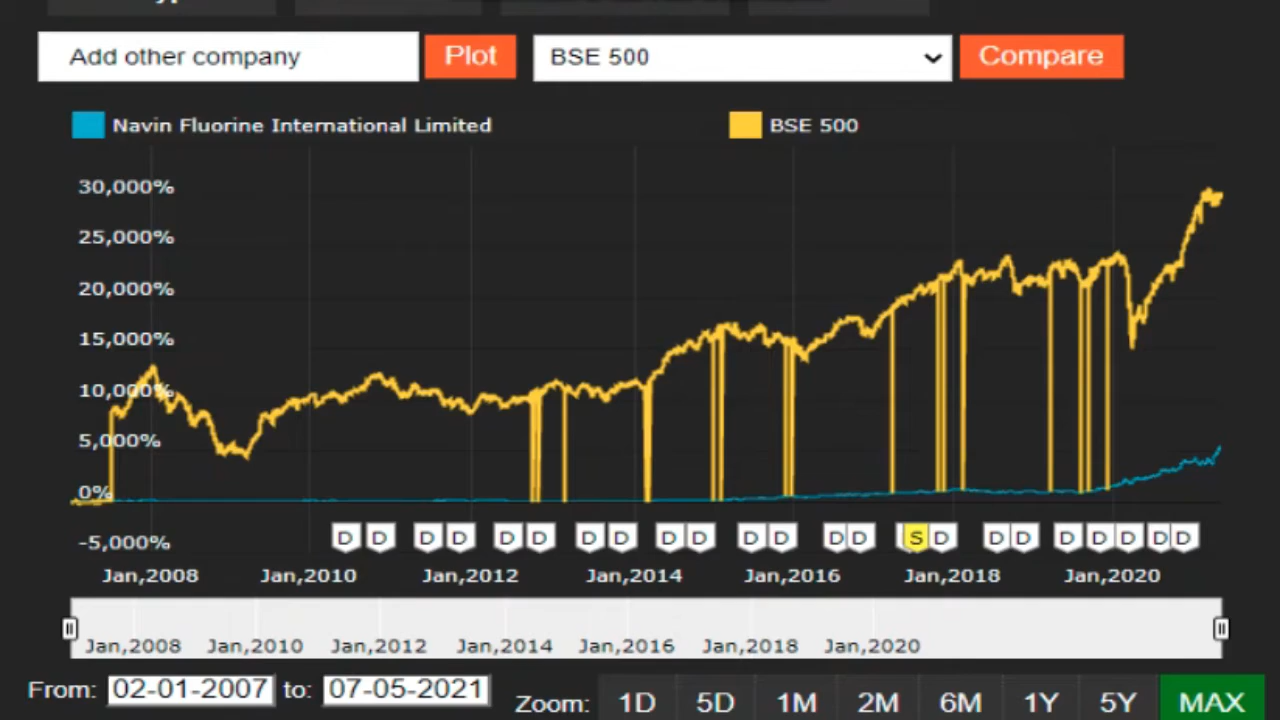 Add other company Plot BSE 500 Compare
Navin Fluorine International Limited BSE 500
30,000%
25,000%
20,000%
15,000%
10,000%
5,000%
0%
-5,000%
D D D D D D D D D D D D D D S D D D D D D D D
Jan,2008 Jan,2010 Jan,2012 Jan,2014 Jan,2016 Jan,2018 Jan,2020
Jan,2008 Jan,2010 Jan,2012 Jan,2014 Jan,2016 Jan,2018 Jan,2020
From: 02-01-2007 to: 07-05-2021 Zoom: 1D 5D 1M 2M 6M 1Y 5Y MAX